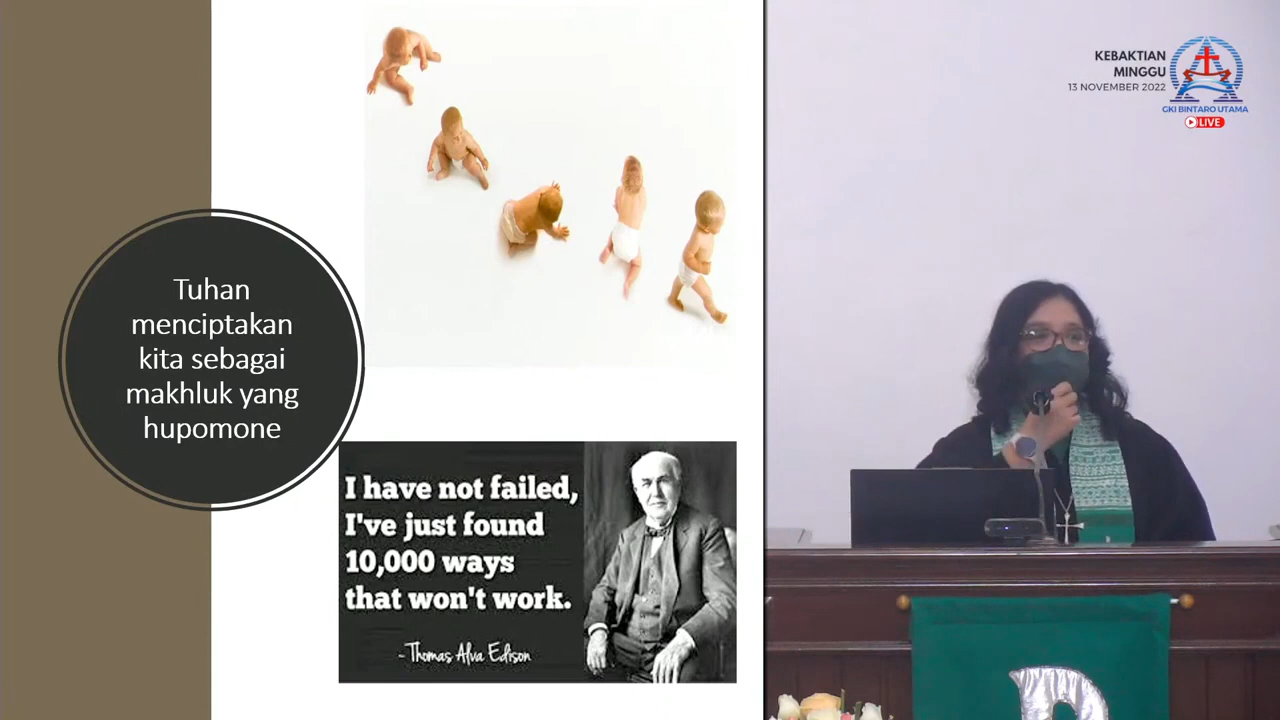 Tuhan
menciptakan
kita sebagai
makhluk yang
hupomone
I have not failed,
I've just found
10,000 ways
that won't work.
-Thomas Alva Edison
KEBAKTIAN
MINGGU
13 NOVEMBER 2022
GKI BINTARO UTAMA
LIVE